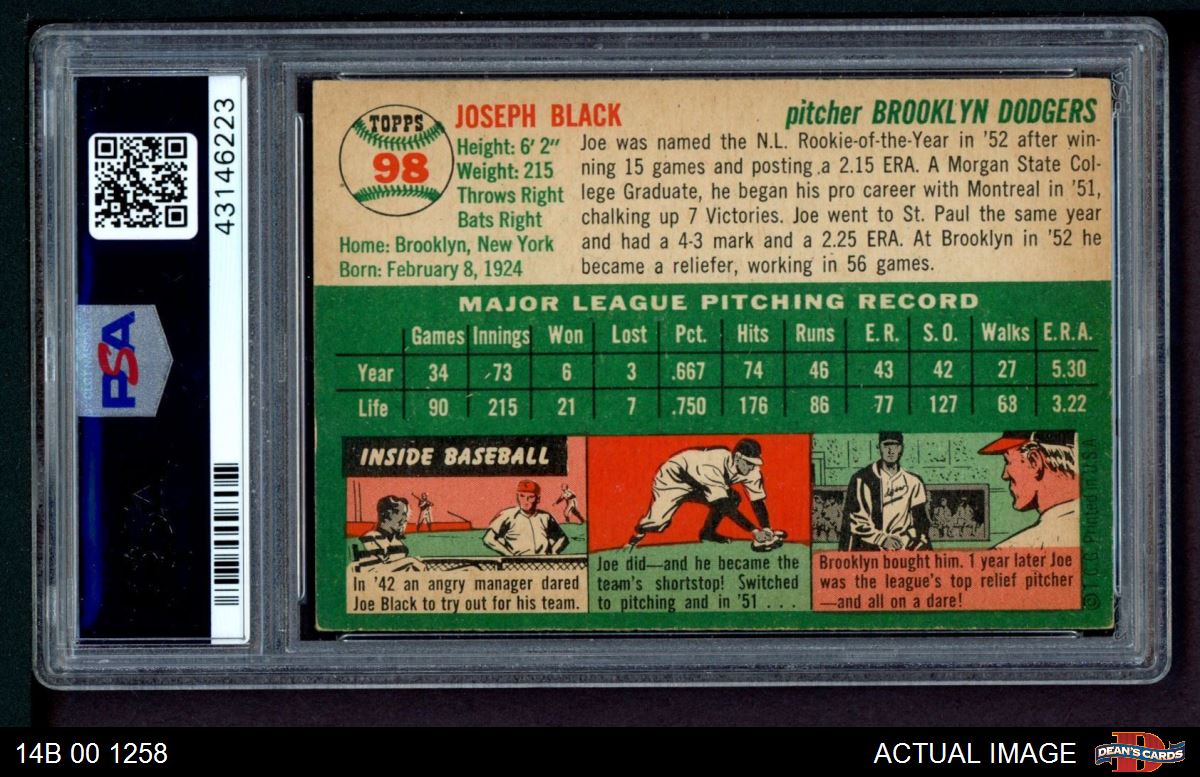 43146223
PSA
TOPPS
98
JOSEPH BLACK
Height: 6' 2"
Weight: 215
Throws Right
Bats Right
Home: Brooklyn, New York
Born: February 8, 1924
pitcher BROOKLYN DODGERS
Joe was named the N.L. Rookie-of-the-Year in '52 after win-
ning 15 games and posting a 2.15 ERA. A Morgan State Col-
lege Graduate, he began his pro career with Montreal in '51,
chalking up 7 Victories. Joe went to St. Paul the same year
and had a 4-3 mark and a 2.25 ERA. At Brooklyn in '52 he
became a reliefer, working in 56 games.
MAJOR LEAGUE PITCHING RECORD
Games Innings Won Lost Pct. Hits Runs E.R. S.O. Walks E.R.A.
Year 34 73 6 3 .667 74 46 43 42 27 5.30
Life 90 215 21 7 .750 176 86 77 127 68 3.22
INSIDE BASEBALL
In '42 an angry manager dared
Joe Black to try out for his team.
Joe did—and he became the
team's shortstop! Switched
to pitching and in '51 . . .
Brooklyn bought him. 1 year later Joe
was the league's top relief pitcher
—and all on a dare!
14B 00 1258
ACTUAL IMAGE
DEAN'S CARDS